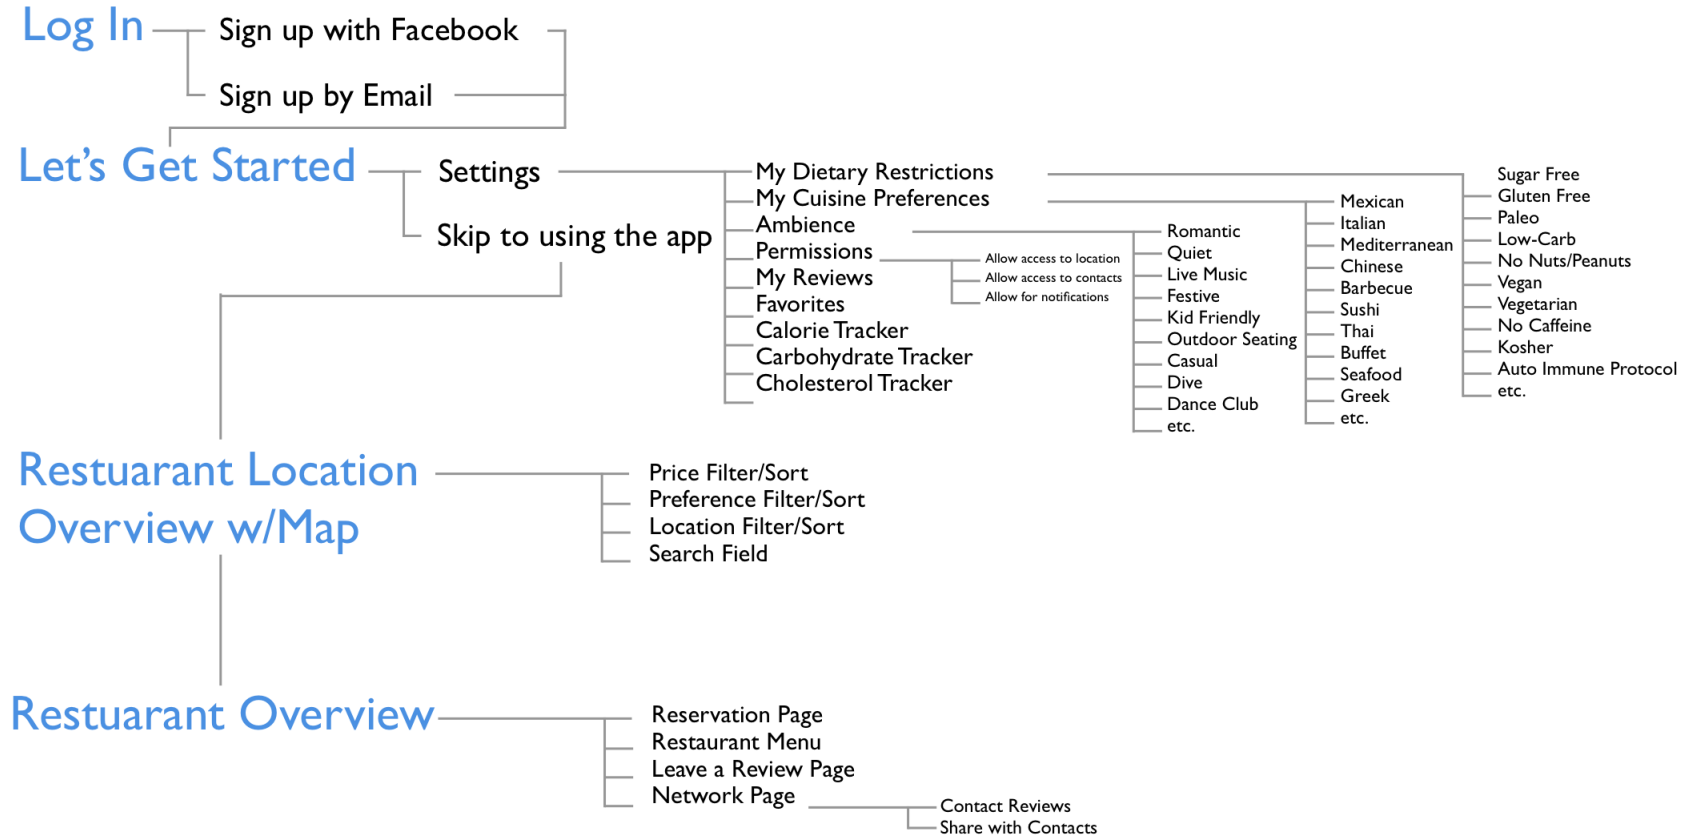 Log In
Sign up with Facebook
Sign up by Email
Let's Get Started
Settings
Skip to using the app
My Dietary Restrictions
My Cuisine Preferences
Ambience
Permissions
My Reviews
Favorites
Calorie Tracker
Carbohydrate Tracker
Cholesterol Tracker
Allow access to location
Allow access to contacts
Allow for notifications
Romantic
Quiet
Live Music
Festive
Kid Friendly
Outdoor Seating
Casual
Dive
Dance Club
etc.
Mexican
Italian
Mediterranean
Chinese
Barbecue
Sushi
Thai
Buffet
Seafood
Greek
etc.
Sugar Free
Gluten Free
Paleo
Low-Carb
No Nuts/Peanuts
Vegan
Vegetarian
No Caffeine
Kosher
Auto Immune Protocol
etc.
Restuarant Location
Overview w/Map
Price Filter/Sort
Preference Filter/Sort
Location Filter/Sort
Search Field
Restuarant Overview
Reservation Page
Restaurant Menu
Leave a Review Page
Network Page
Contact Reviews
Share with Contacts